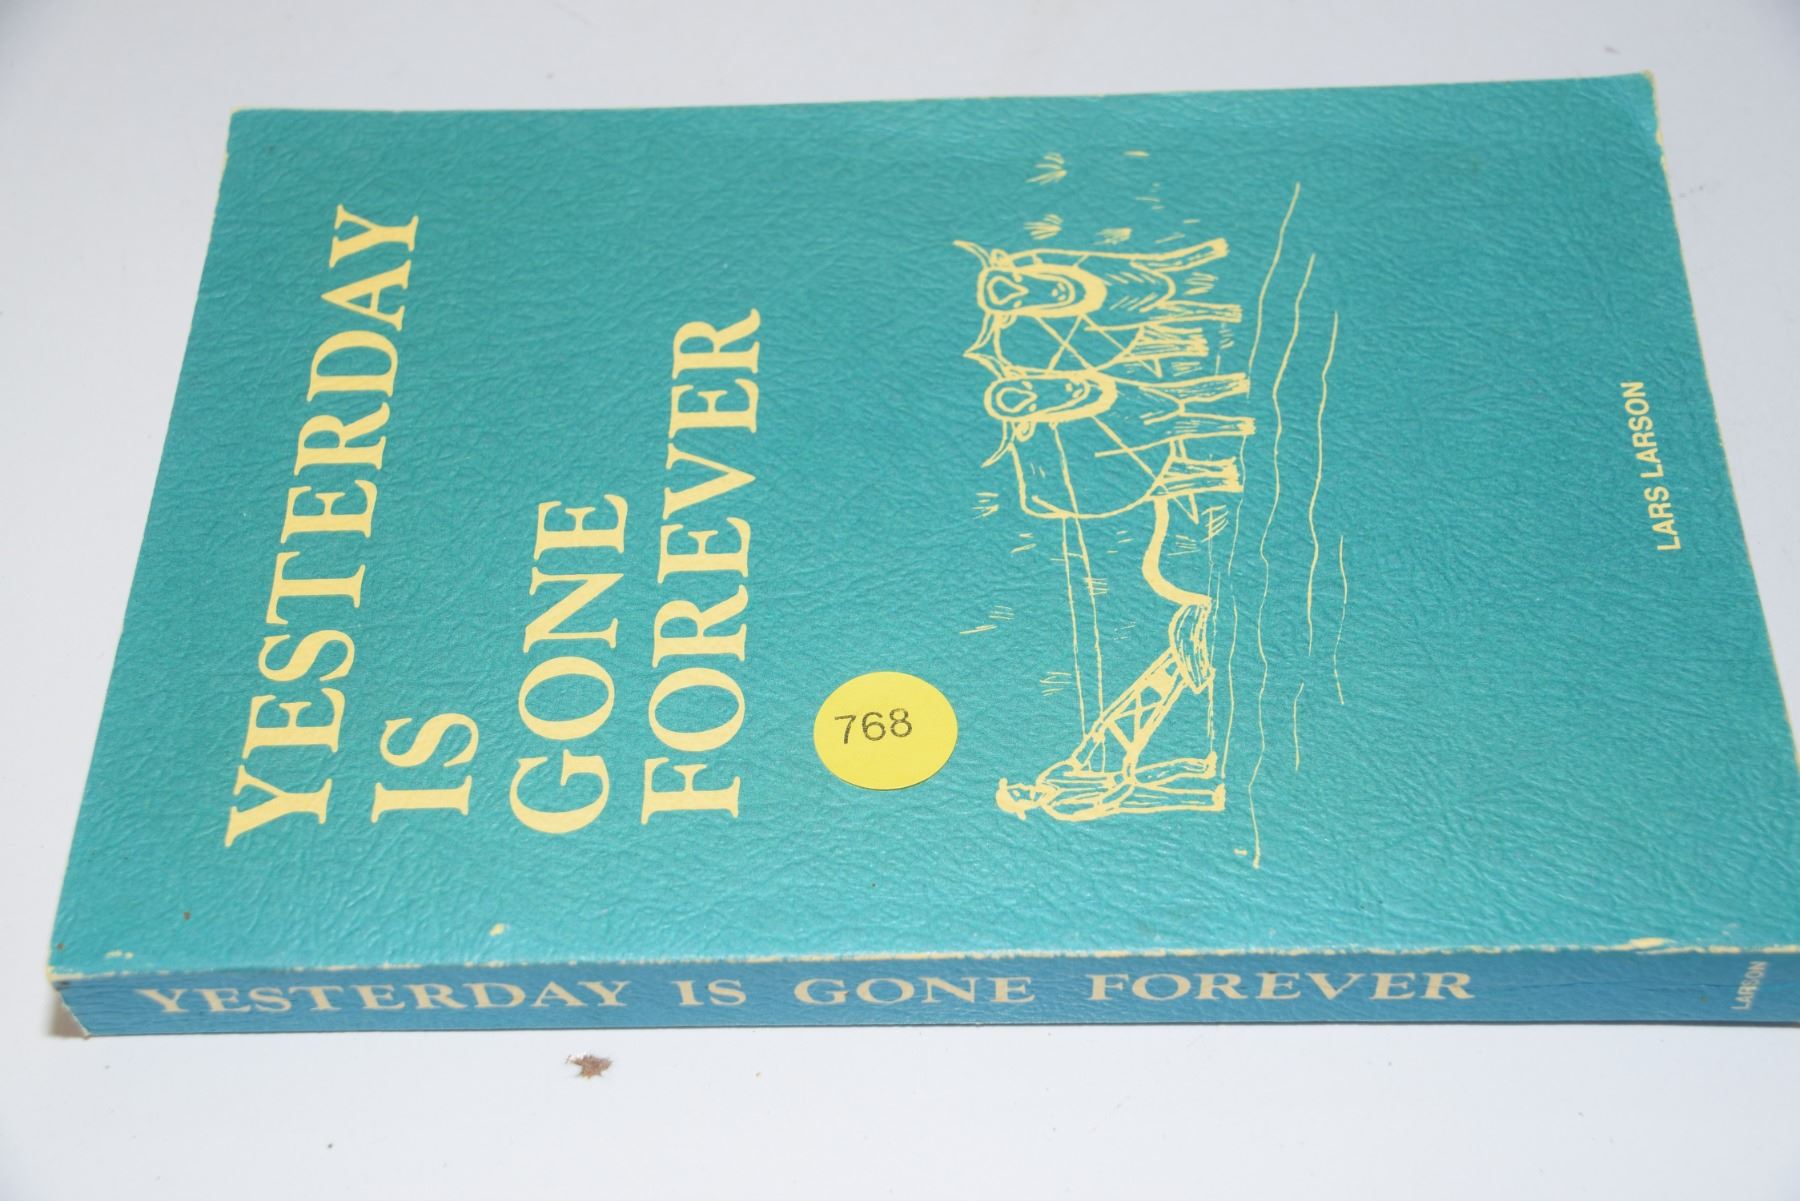 YESTERDAY
IS
GONE
FOREVER
768
LARS LARSON
YESTERDAY IS GONE FOREVER
LARSON